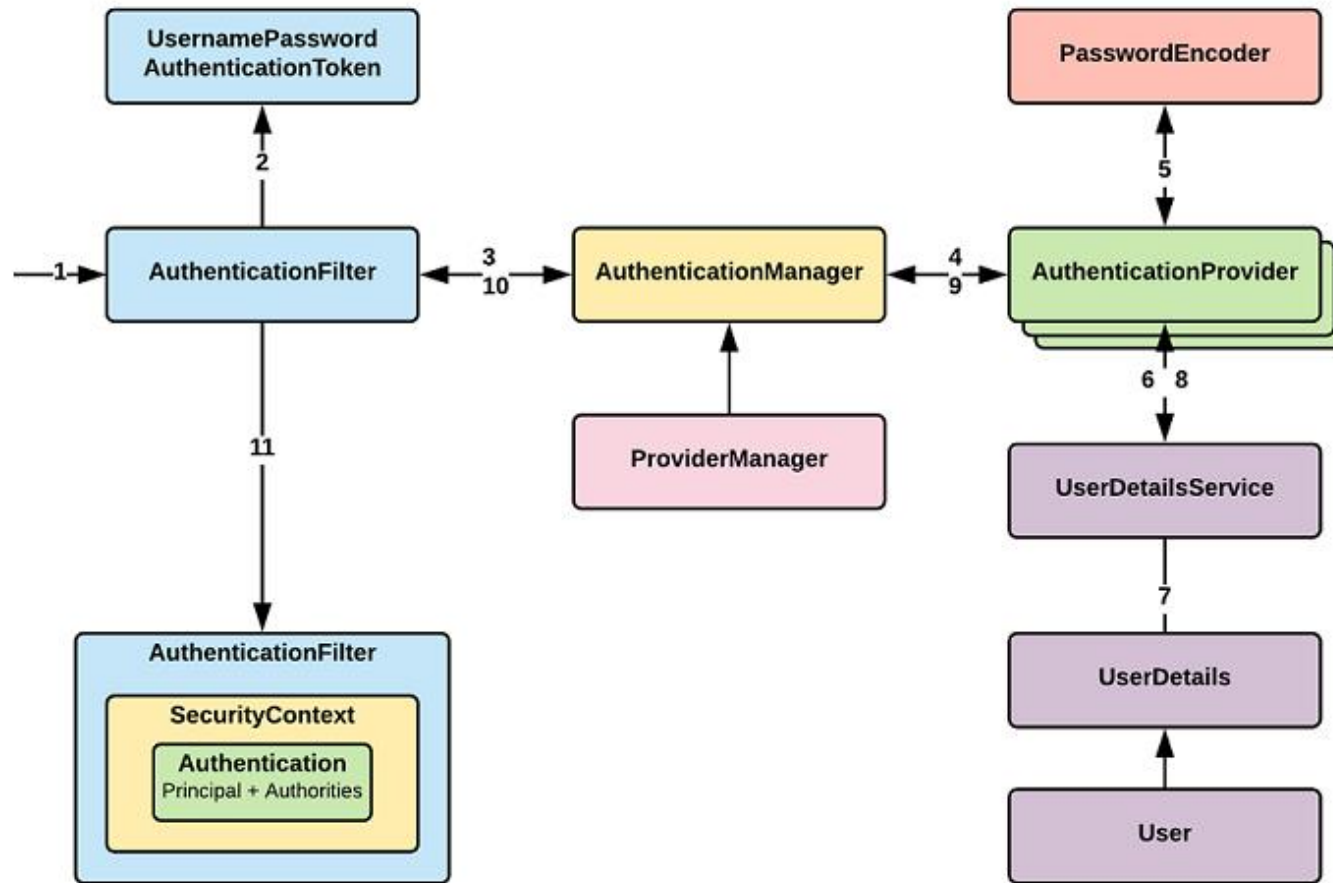 UsernamePassword
AuthenticationToken
PasswordEncoder
2
5
1
AuthenticationFilter
3
10
AuthenticationManager
4
9
AuthenticationProvider
6 8
11
ProviderManager
UserDetailsService
7
AuthenticationFilter
SecurityContext
Authentication
Principal + Authorities
UserDetails
User